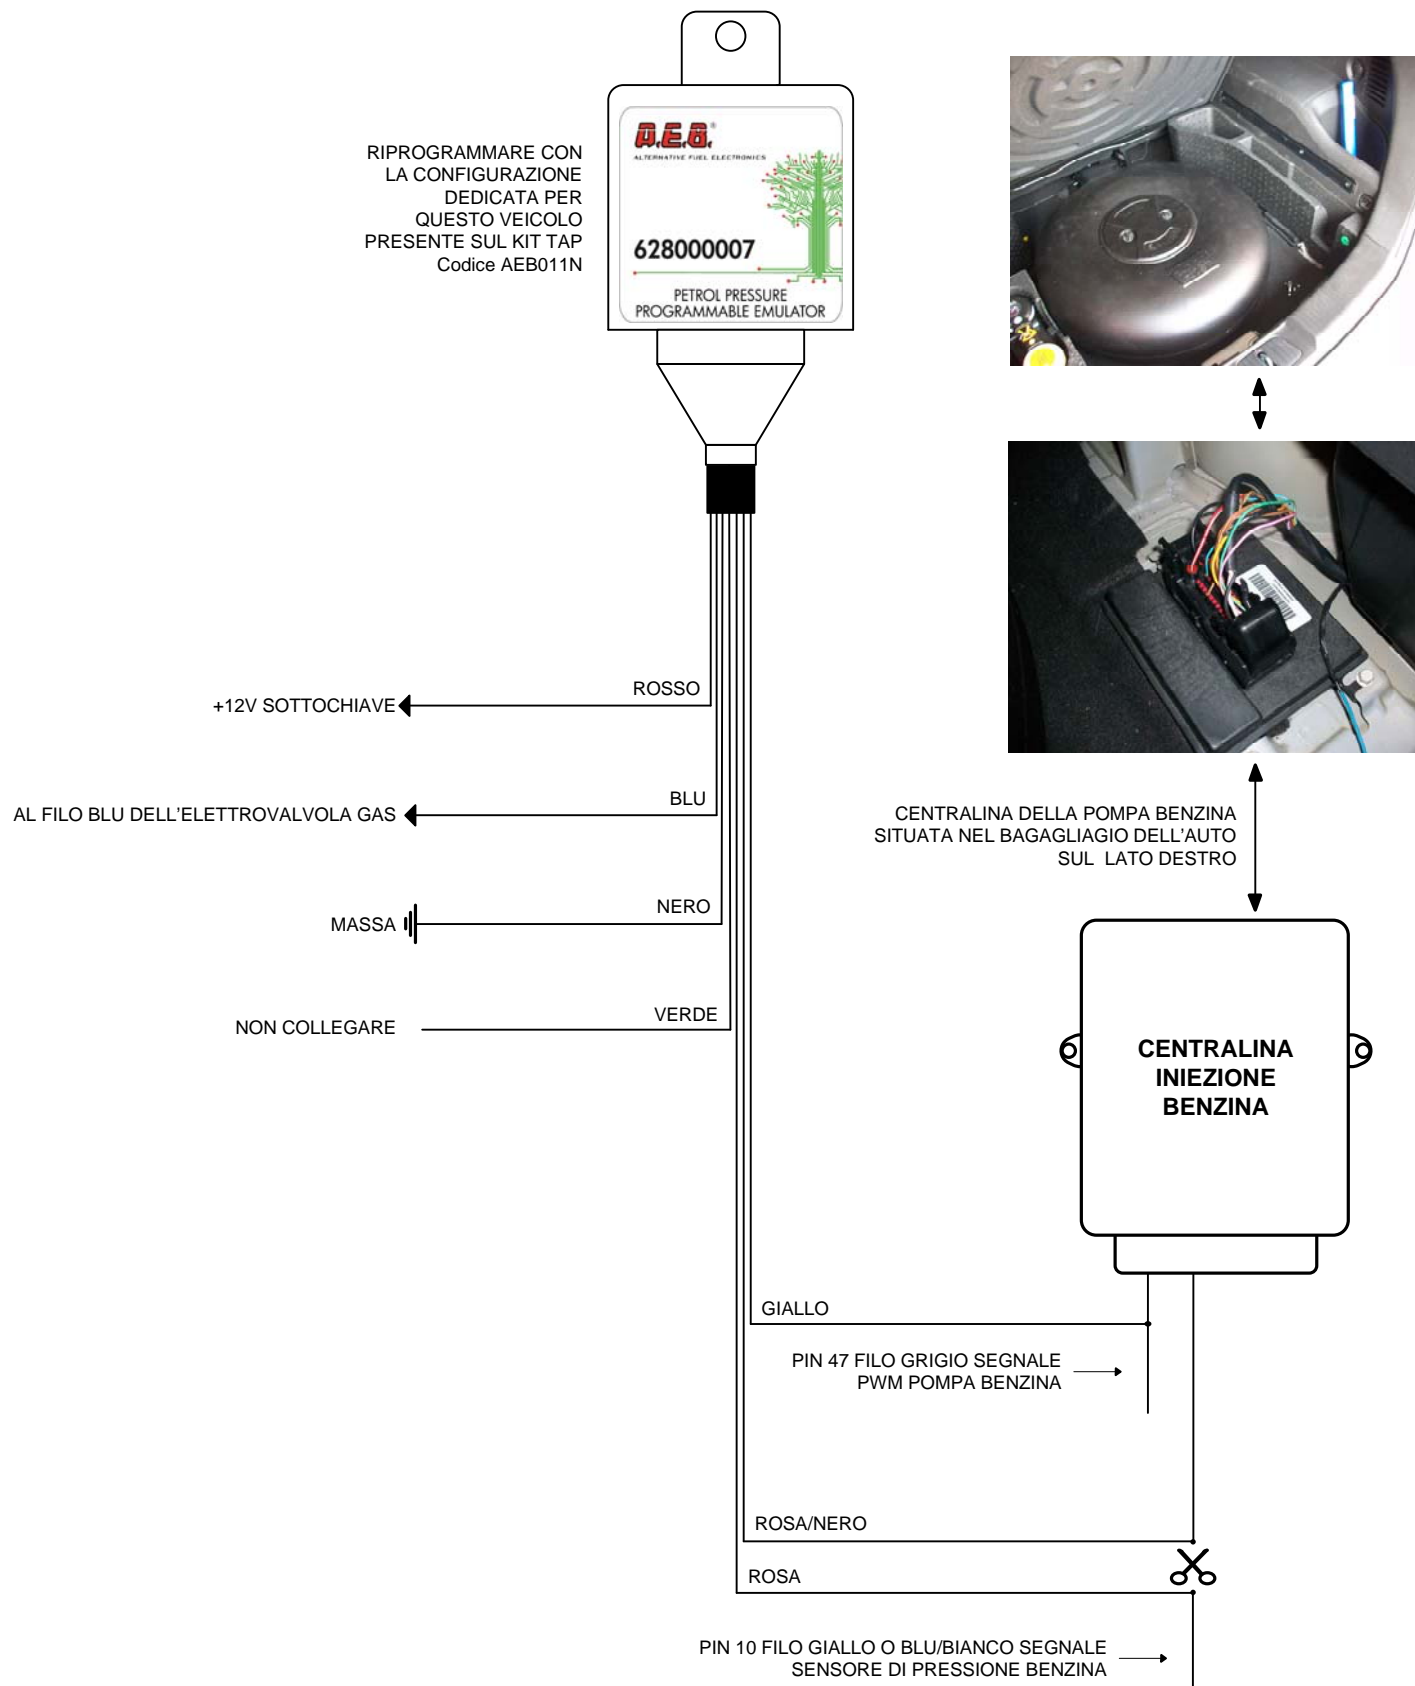 RIPROGRAMMARE CON
LA CONFIGURAZIONE
DEDICATA PER
QUESTO VEICOLO
PRESENTE SUL KIT TAP
Codice AEB011N
A.E.B.®
ALTERNATIVE FUEL ELECTRONICS
628000007
PETROL PRESSURE
PROGRAMMABLE EMULATOR
ROSSO
+12V SOTTOCHIAVE
BLU
AL FILO BLU DELL'ELETTROVALVOLA GAS
NERO
MASSA
VERDE
NON COLLEGARE
CENTRALINA DELLA POMPA BENZINA
SITUATA NEL BAGAGLIAGIO DELL'AUTO
SUL LATO DESTRO
CENTRALINA
INIEZIONE
BENZINA
GIALLO
PIN 47 FILO GRIGIO SEGNALE
PWM POMPA BENZINA
ROSA/NERO
ROSA
PIN 10 FILO GIALLO O BLU/BIANCO SEGNALE
SENSORE DI PRESSIONE BENZINA